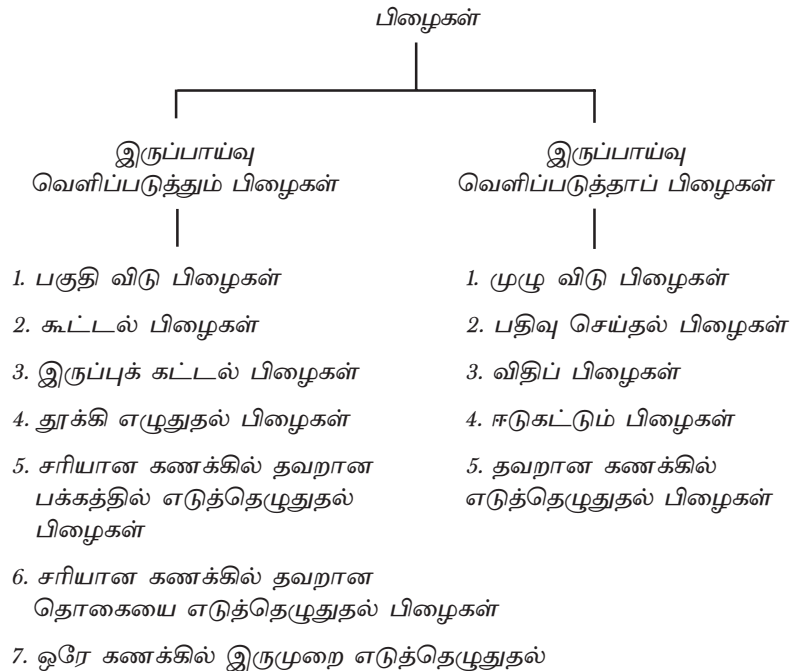 பிழைகள்
இருப்பாய்வு
வெளிப்படுத்தும் பிழைகள்
1. பகுதி விடு பிழைகள்
2. கூட்டல் பிழைகள்
3. இருப்புக் கட்டல் பிழைகள்
4. தூக்கி எழுதுதல் பிழைகள்
5. சரியான கணக்கில் தவறான
பக்கத்தில் எடுத்தெழுதுதல்
பிழைகள்
6. சரியான கணக்கில் தவறான
தொகையை எடுத்தெழுதுதல் பிழைகள்
7. ஒரே கணக்கில் இருமுறை எடுத்தெழுதுதல்
இருப்பாய்வு
வெளிப்படுத்தாப் பிழைகள்
1. முழு விடு பிழைகள்
2. பதிவு செய்தல் பிழைகள்
3. விதிப் பிழைகள்
4. ஈடுகட்டும் பிழைகள்
5. தவறான கணக்கில்
எடுத்தெழுதுதல் பிழைகள்